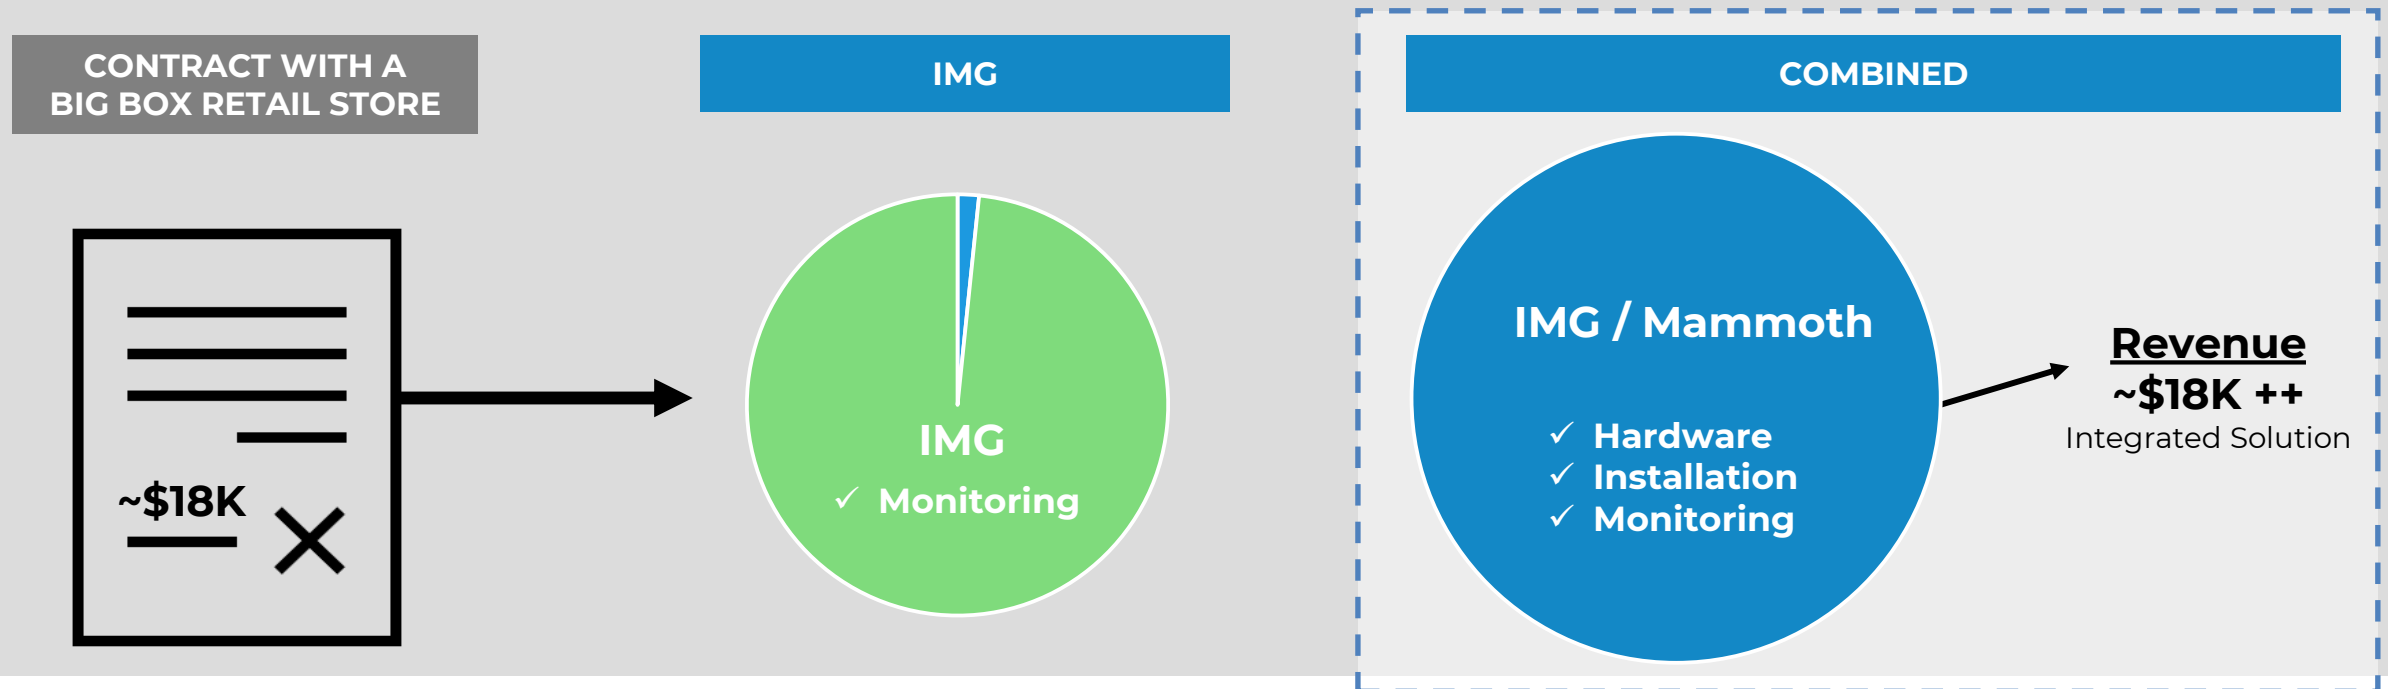 CONTRACT WITH A
BIG BOX RETAIL STORE
~$18K
IMG
IMG
✓ Monitoring
COMBINED
IMG / Mammoth
✓ Hardware
✓ Installation
✓ Monitoring
Revenue
~$18K ++
Integrated Solution